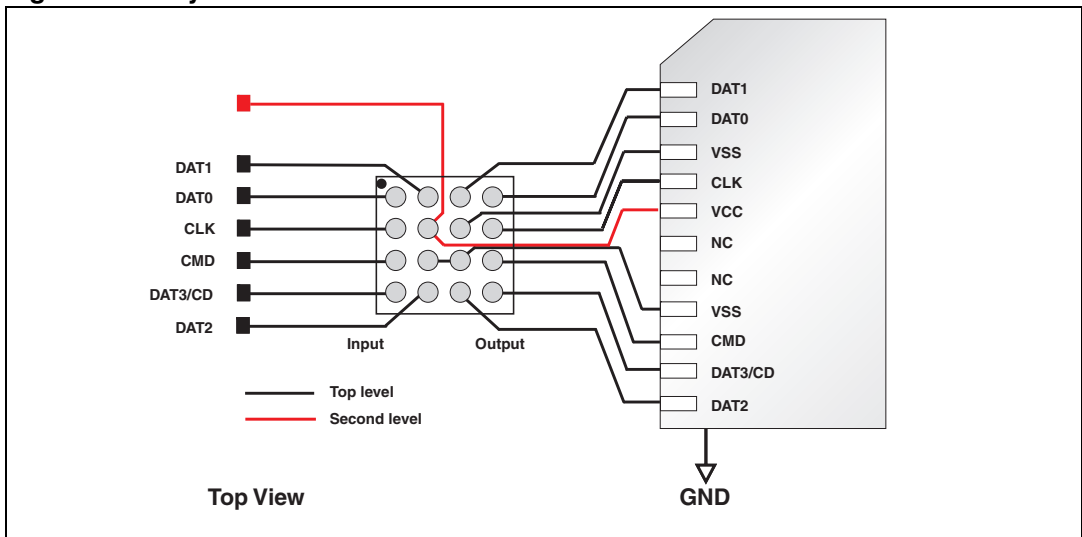 DAT1
DAT0
CLK
CMD
DAT3/CD
DAT2
Input
Output
Top level
Second level
Top View
DAT1
DAT0
VSS
CLK
VCC
NC
NC
VSS
CMD
DAT3/CD
DAT2
GND